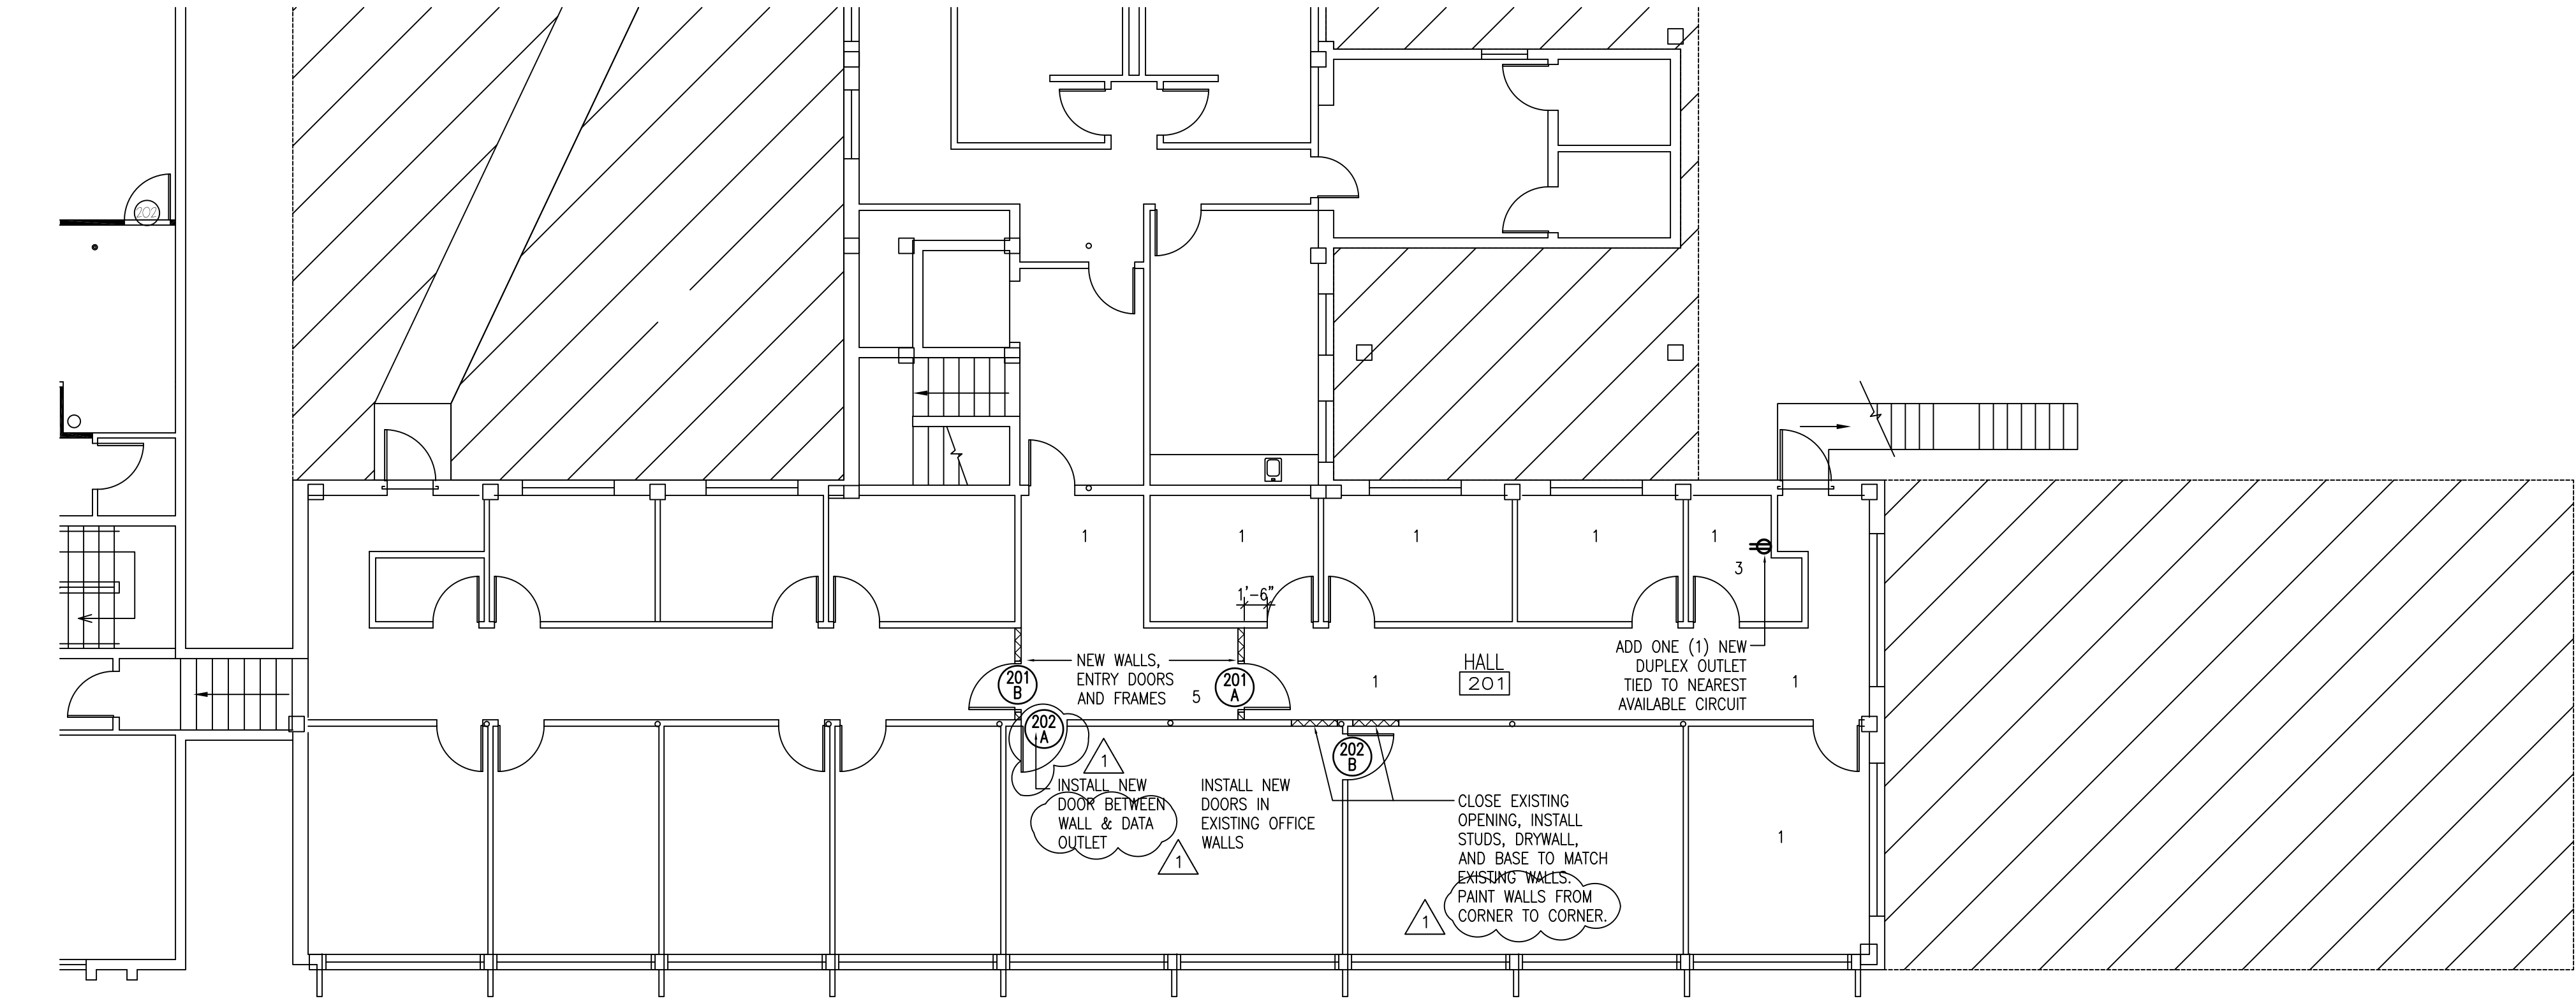 202
1
1
1
1
1
3
1'-6"
NEW WALLS,
ENTRY DOORS
AND FRAMES
5
201
B
201
A
1
HALL
201
ADD ONE (1) NEW
DUPLEX OUTLET
TIED TO NEAREST
AVAILABLE CIRCUIT
1
202
A
1
202
B
INSTALL NEW
DOOR BETWEEN
WALL & DATA
OUTLET
1
INSTALL NEW
DOORS IN
EXISTING OFFICE
WALLS
CLOSE EXISTING
OPENING, INSTALL
STUDS, DRYWALL,
AND BASE TO MATCH
EXISTING WALLS.
PAINT WALLS FROM
CORNER TO CORNER.
1
1